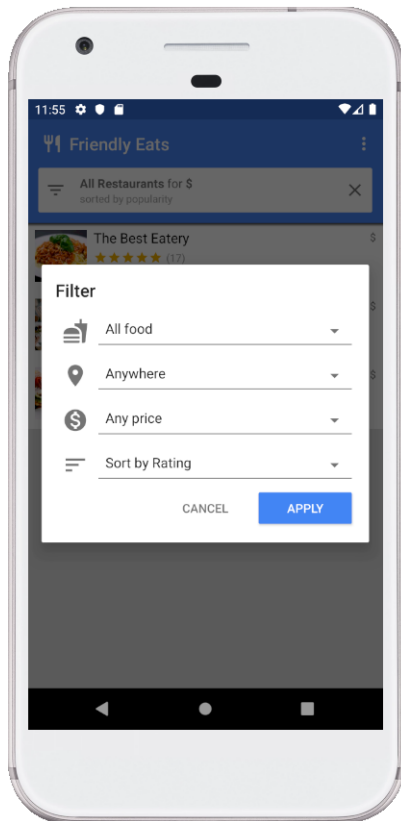 11:55
Friendly Eats
All Restaurants for $
sorted by popularity
The Best Eatery $
(17)
$
$
Filter
All food
Anywhere
Any price
Sort by Rating
CANCEL APPLY